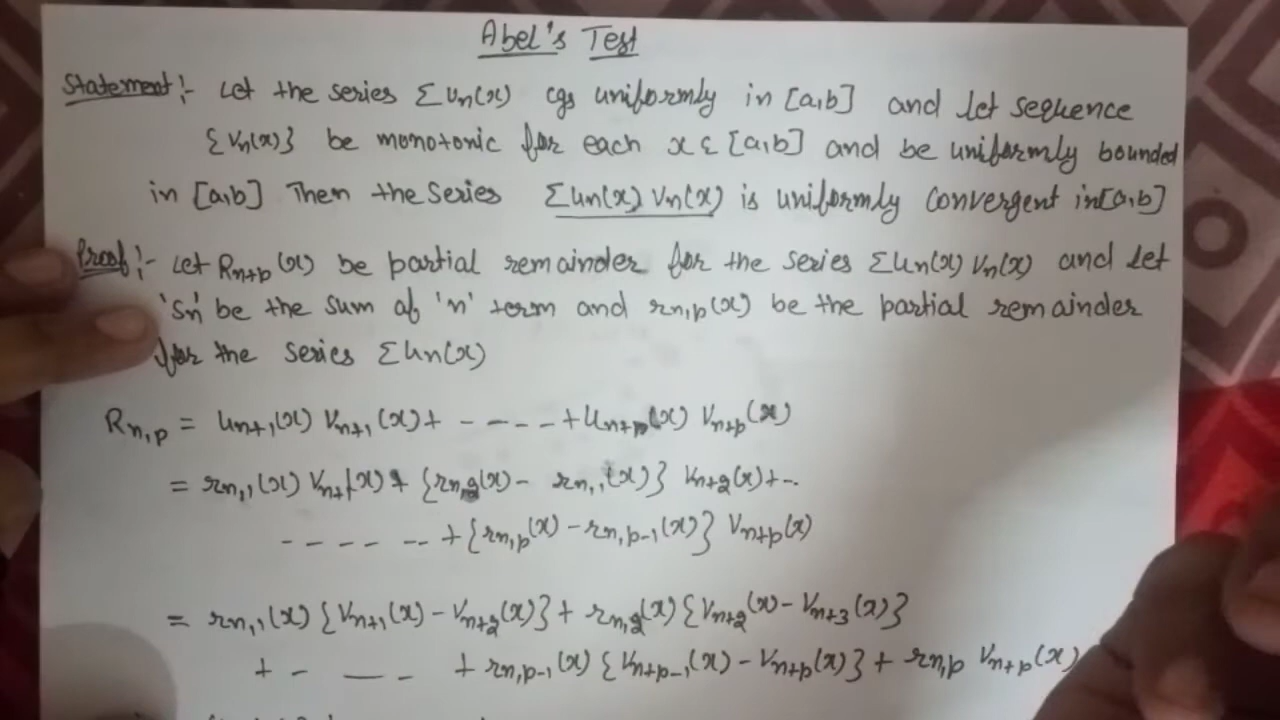 Abel's Test
Statement:- Let the series Σun(x) cgs uniformly in [a,b] and let sequence
{vn(x)} be monotonic for each x ε [a,b] and be uniformly bounded
in [a,b] Then the Series Σun(x) vn(x) is uniformly convergent in [a,b]
Proof:- Let Rn+p(x) be partial remainder for the series Σun(x) vn(x) and let
'Sn' be the sum of 'n' term and rn,p(x) be the partial remainder
for the series Σun(x)
Rn,p = un+1(x) vn+1(x) + - - - - + un+p(x) vn+p(x)
= rn,1(x) vn+1(x) + {rn,2(x) - rn,1(x)} vn+2(x) + -.
- - - - -- + {rn,p(x) - rn,p-1(x)} vn+p(x)
= rn,1(x) {vn+1(x) - vn+2(x)} + rn,2(x) {vn+2(x) - vn+3(x)}
+ - -- - + rn,p-1(x) {vn+p-1(x) - vn+p(x)} + rn,p vn+p(x)